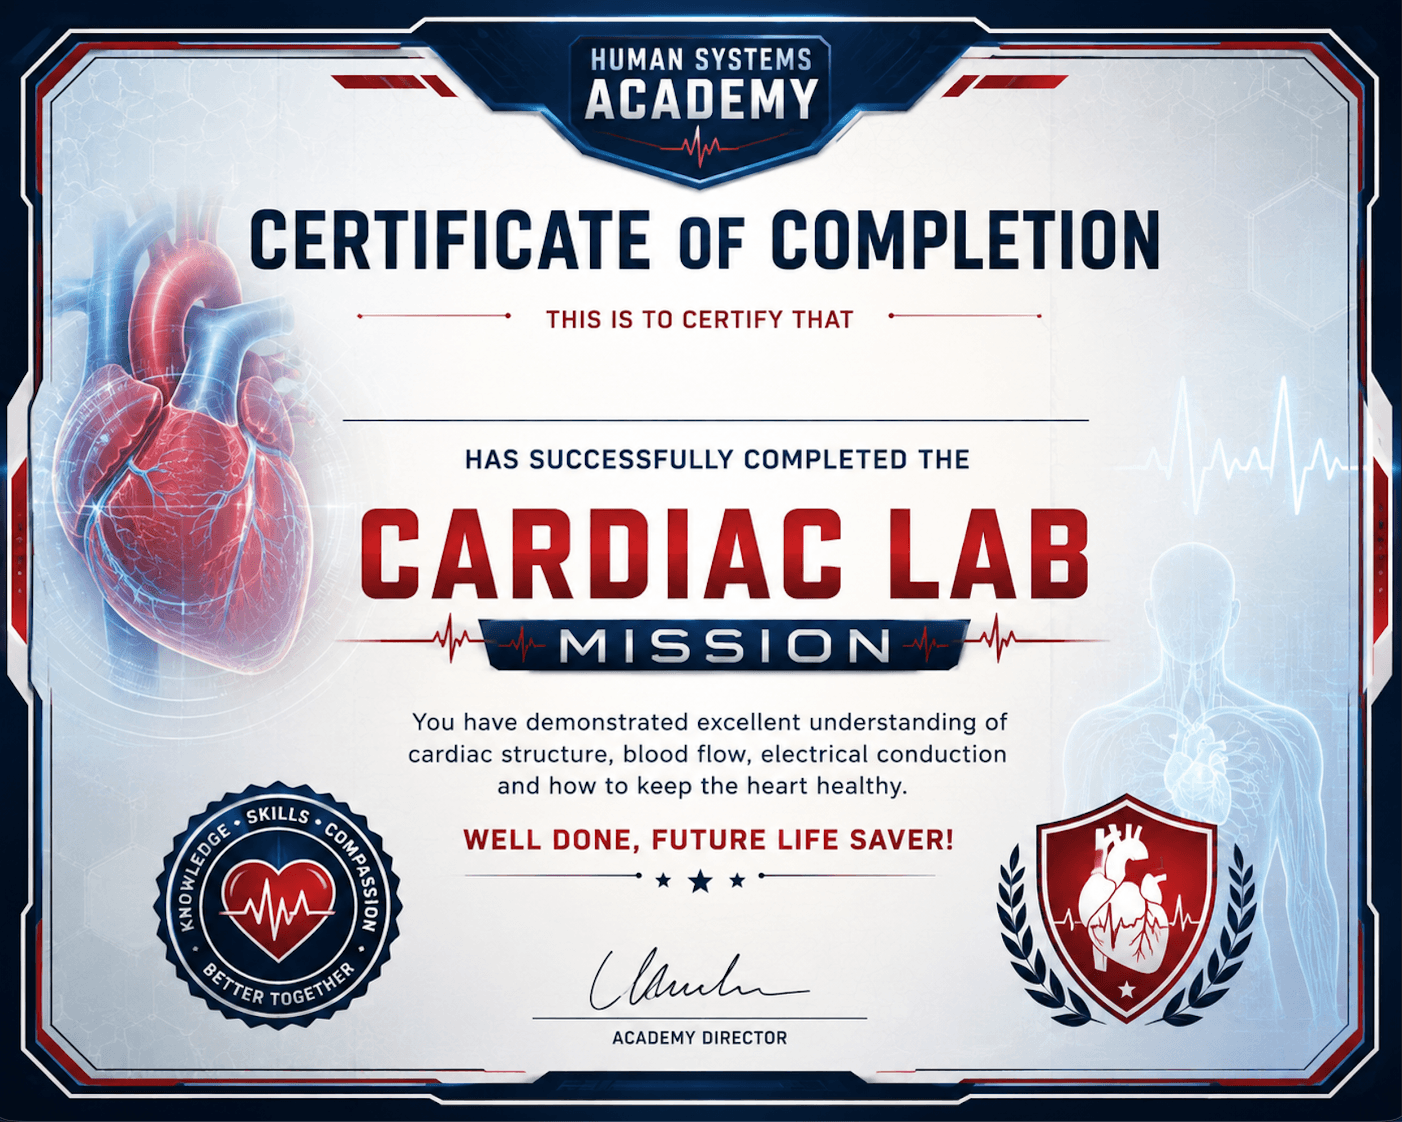 HUMAN SYSTEMS
ACADEMY
CERTIFICATE OF COMPLETION
THIS IS TO CERTIFY THAT
HAS SUCCESSFULLY COMPLETED THE
CARDIAC LAB
MISSION
You have demonstrated excellent understanding of
cardiac structure, blood flow, electrical conduction
and how to keep the heart healthy.
WELL DONE, FUTURE LIFE SAVER!
KNOWLEDGE • SKILLS • COMPASSION
• BETTER TOGETHER •
ACADEMY DIRECTOR